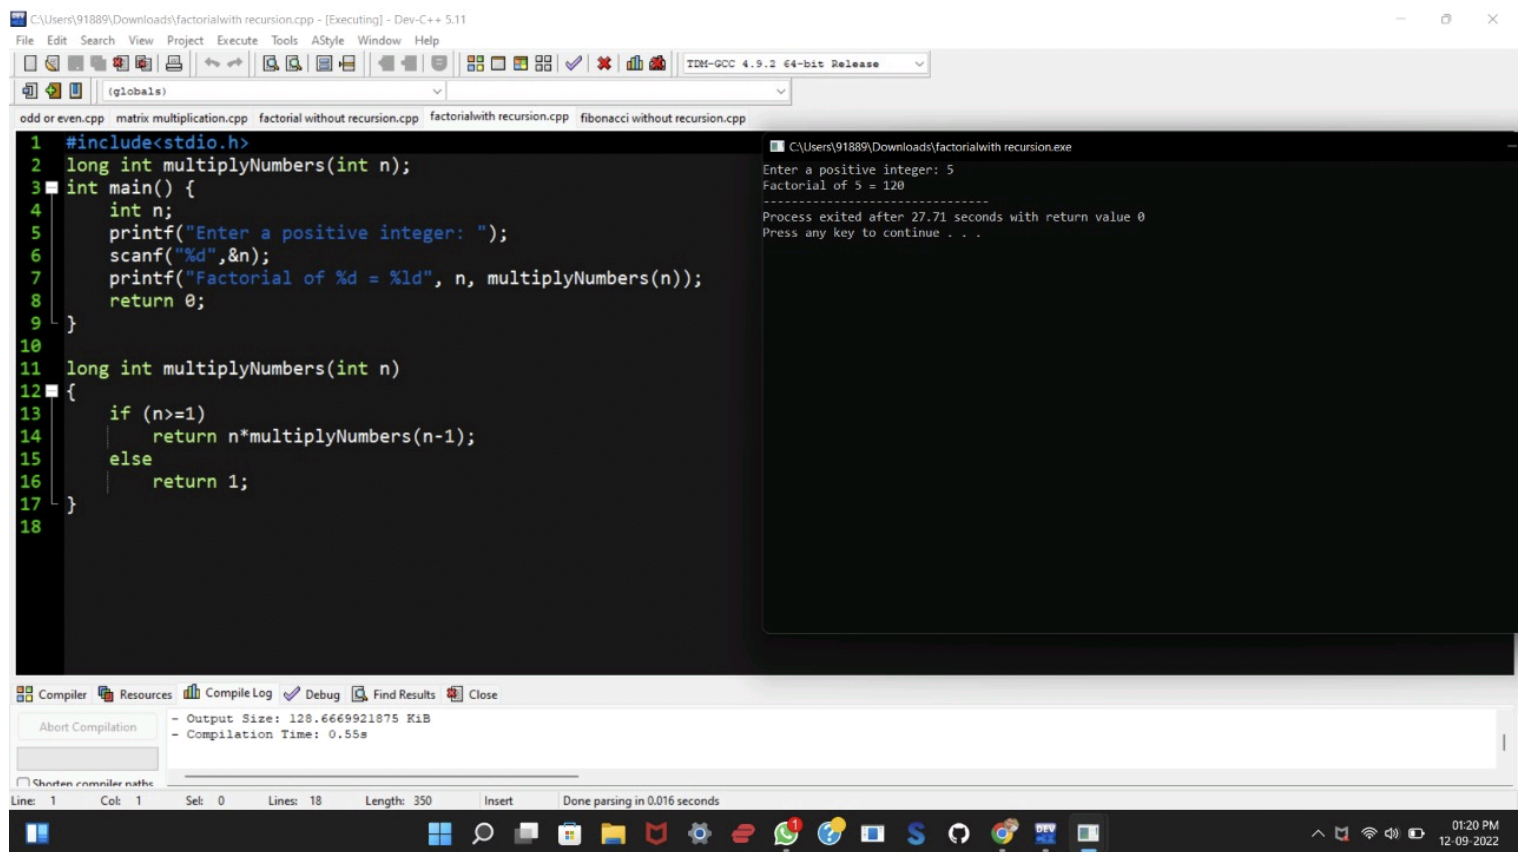 C:\Users\91889\Downloads\factorialwith recursion.cpp - [Executing] - Dev-C++ 5.11
File Edit Search View Project Execute Tools AStyle Window Help
TDM-GCC 4.9.2 64-bit Release
(globals)
odd or even.cpp matrix multiplication.cpp factorial without recursion.cpp factorialwith recursion.cpp fibonacci without recursion.cpp
1 #include<stdio.h>
2 long int multiplyNumbers(int n);
3 int main() {
4 int n;
5 printf("Enter a positive integer: ");
6 scanf("%d",&n);
7 printf("Factorial of %d = %ld", n, multiplyNumbers(n));
8 return 0;
9 }
10
11 long int multiplyNumbers(int n)
12 {
13 if (n>=1)
14 return n*multiplyNumbers(n-1);
15 else
16 return 1;
17 }
18
C:\Users\91889\Downloads\factorialwith recursion.exe
Enter a positive integer: 5
Factorial of 5 = 120
--------------------------------
Process exited after 27.71 seconds with return value 0
Press any key to continue . . .
Compiler Resources Compile Log Debug Find Results Close
Abort Compilation
Shorten compiler paths
- Output Size: 128.6669921875 KiB
- Compilation Time: 0.55s
Line: 1 Col: 1 Sel: 0 Lines: 18 Length: 350 Insert Done parsing in 0.016 seconds
1
DEV
01:20 PM
12-09-2022